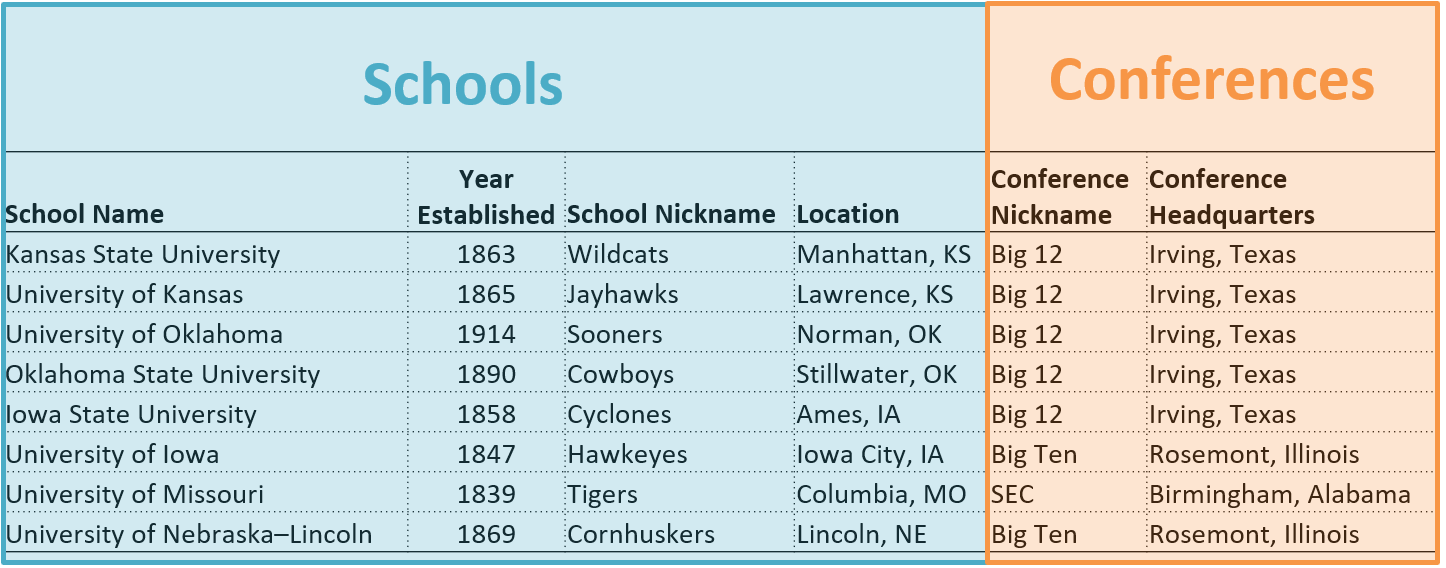 Schools Conferences
School Name Year Established School Nickname Location Conference Nickname Conference Headquarters
Kansas State University 1863 Wildcats Manhattan, KS Big 12 Irving, Texas
University of Kansas 1865 Jayhawks Lawrence, KS Big 12 Irving, Texas
University of Oklahoma 1914 Sooners Norman, OK Big 12 Irving, Texas
Oklahoma State University 1890 Cowboys Stillwater, OK Big 12 Irving, Texas
Iowa State University 1858 Cyclones Ames, IA Big 12 Irving, Texas
University of Iowa 1847 Hawkeyes Iowa City, IA Big Ten Rosemont, Illinois
University of Missouri 1839 Tigers Columbia, MO SEC Birmingham, Alabama
University of Nebraska–Lincoln 1869 Cornhuskers Lincoln, NE Big Ten Rosemont, Illinois